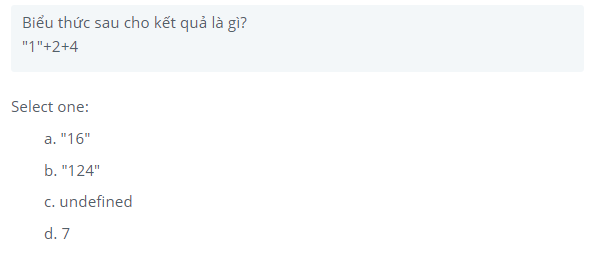 Biểu thức sau cho kết quả là gì?
"1"+2+4
Select one:
a. "16"
b. "124"
c. undefined
d. 7